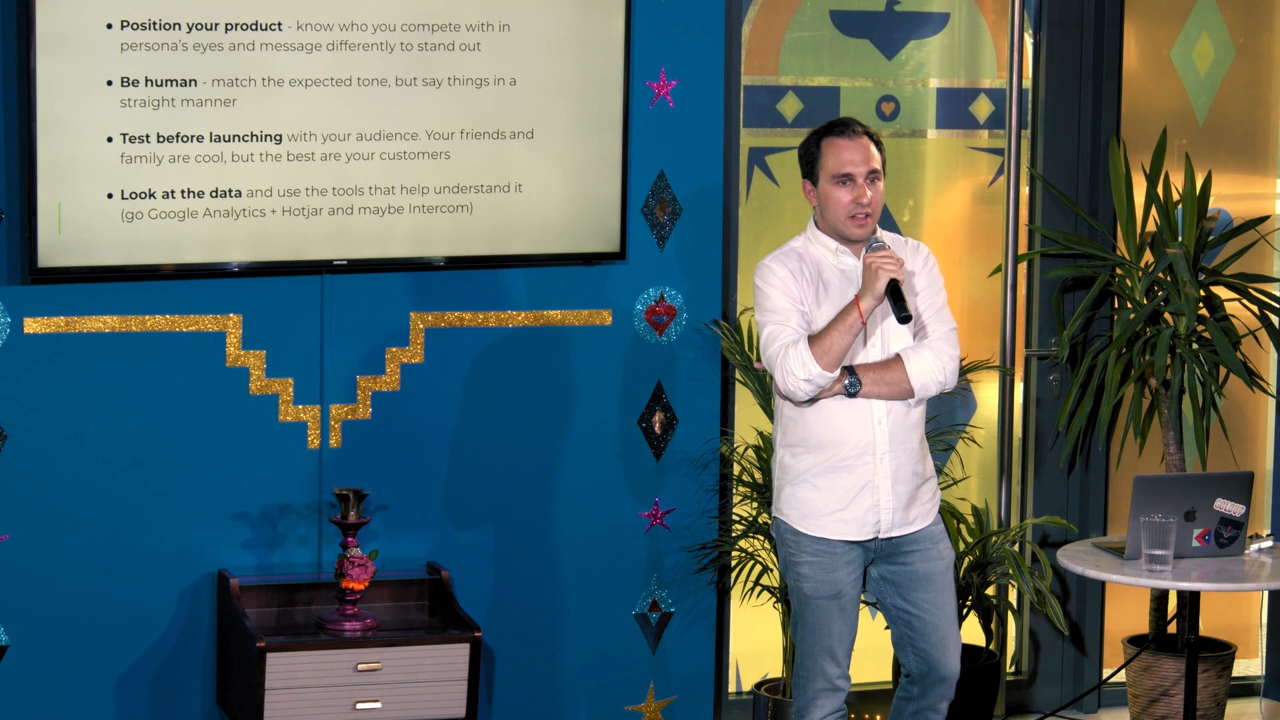 • Position your product - know who you compete with in
persona's eyes and message differently to stand out
• Be human - match the expected tone, but say things in a
straight manner
• Test before launching with your audience. Your friends and
family are cool, but the best are your customers
• Look at the data and use the tools that help understand it
(go Google Analytics + Hotjar and maybe Intercom)
SAMSUNG